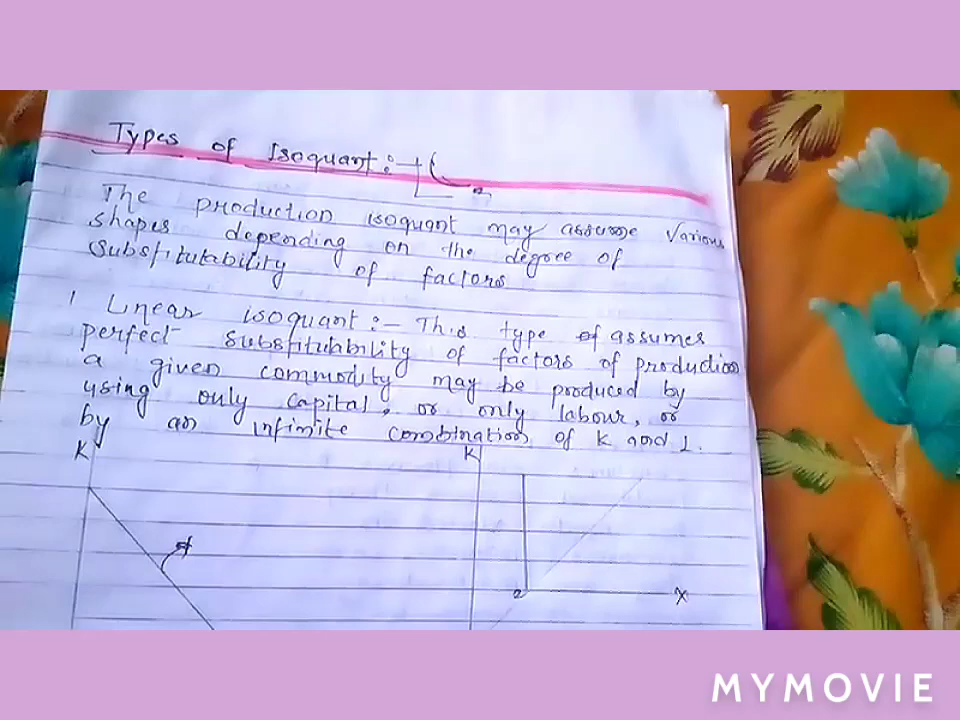 Types of Isoquant :-
The production isoquant may assume various
shapes depending on the degree of
substitutability of factors
1 Linear isoquant :- This type of assumes
perfect substitutability of factors of production
a given commodity may be produced by
using only capital, or only labour, or
by an infinite combination of K and L.
K K
X
MYMOVIE